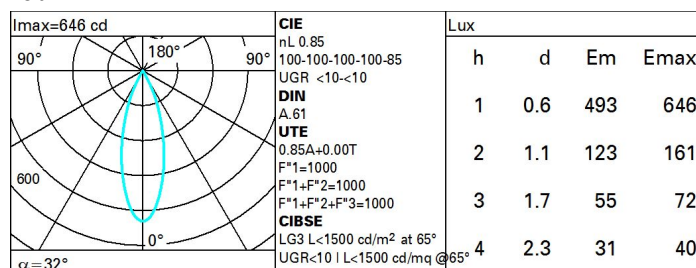 Imax=646 cd
90°
180°
90°
600
0°
α=32°
CIE
nL 0.85
100-100-100-100-85
UGR <10-<10
DIN
A.61
UTE
0.85A+0.00T
F"1=1000
F"1+F"2=1000
F"1+F"2+F"3=1000
CIBSE
LG3 L<1500 cd/m² at 65°
UGR<10 | L<1500 cd/mq @65°
Lux
h d Em Emax
1 0.6 493 646
2 1.1 123 161
3 1.7 55 72
4 2.3 31 40